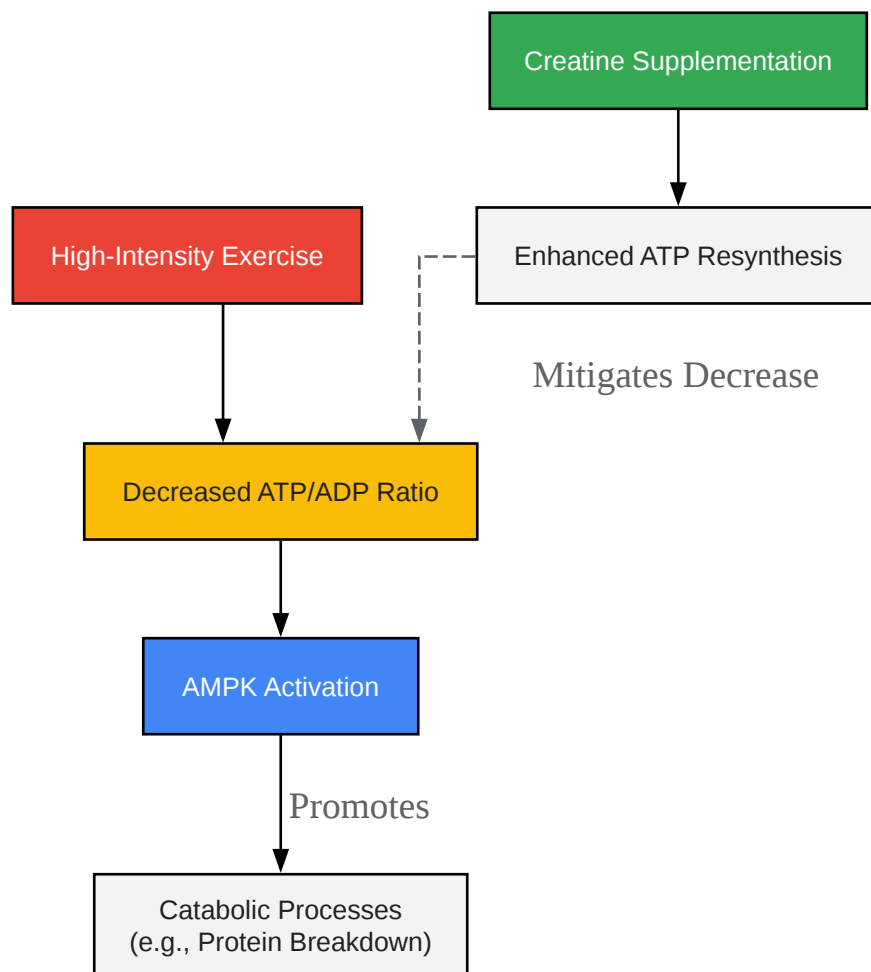 Creatine Supplementation
High-Intensity Exercise
Enhanced ATP Resynthesis
Mitigates Decrease
Decreased ATP/ADP Ratio
AMPK Activation
Promotes
Catabolic Processes
(e.g., Protein Breakdown)